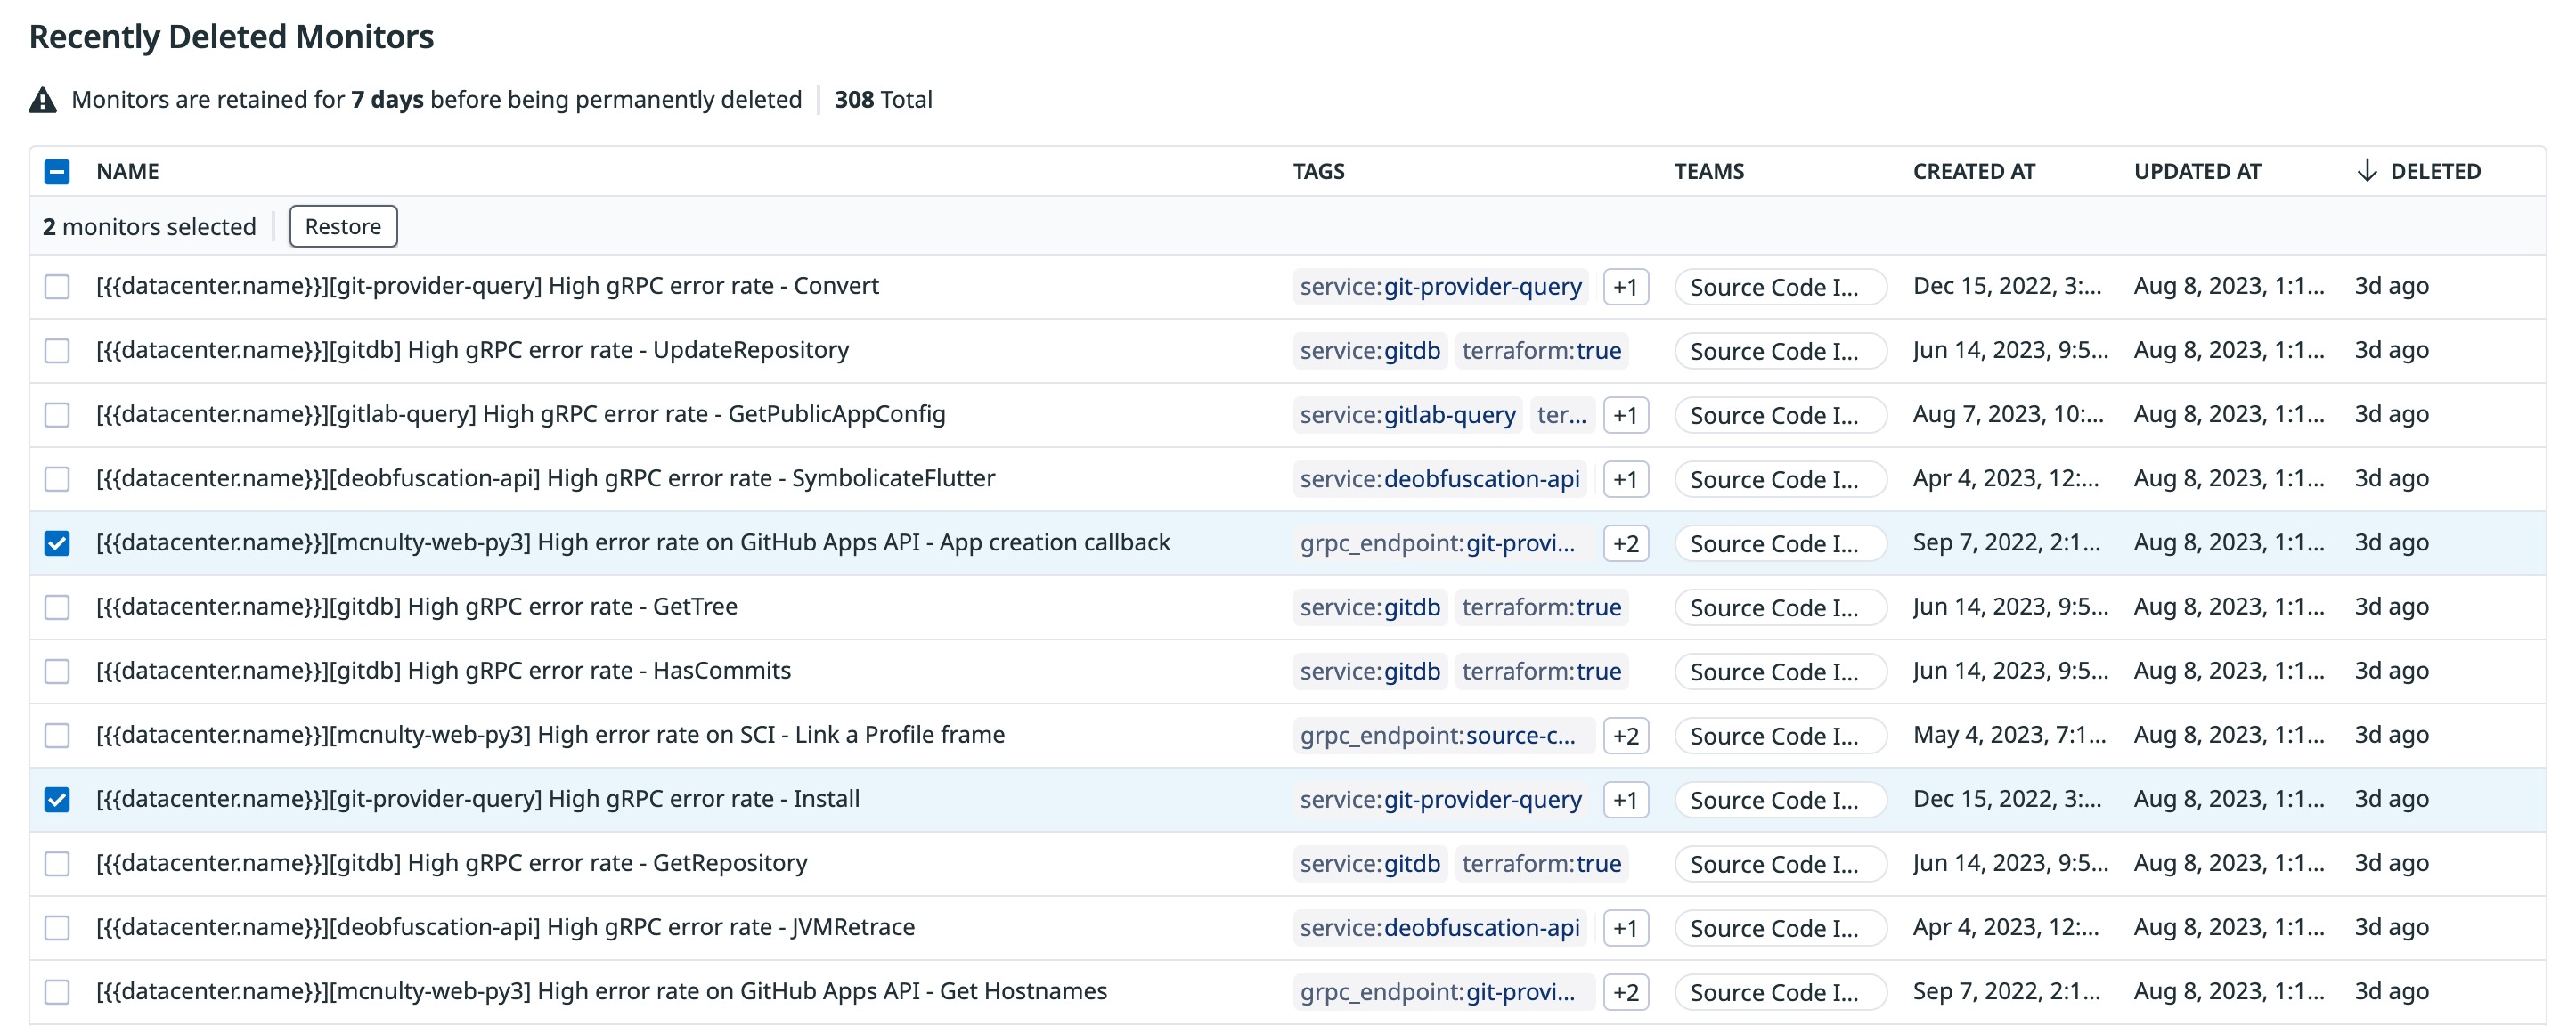 Recently Deleted Monitors
Monitors are retained for 7 days before being permanently deleted 308 Total
NAME TAGS TEAMS CREATED AT UPDATED AT DELETED
2 monitors selected Restore
[{{datacenter.name}}][git-provider-query] High gRPC error rate - Convert service:git-provider-query +1 Source Code I... Dec 15, 2022, 3:... Aug 8, 2023, 1:1... 3d ago
[{{datacenter.name}}][gitdb] High gRPC error rate - UpdateRepository service:gitdb terraform:true Source Code I... Jun 14, 2023, 9:5... Aug 8, 2023, 1:1... 3d ago
[{{datacenter.name}}][gitlab-query] High gRPC error rate - GetPublicAppConfig service:gitlab-query ter... +1 Source Code I... Aug 7, 2023, 10:... Aug 8, 2023, 1:1... 3d ago
[{{datacenter.name}}][deobfuscation-api] High gRPC error rate - SymbolicateFlutter service:deobfuscation-api +1 Source Code I... Apr 4, 2023, 12:... Aug 8, 2023, 1:1... 3d ago
[{{datacenter.name}}][mcnulty-web-py3] High error rate on GitHub Apps API - App creation callback grpc_endpoint:git-provi... +2 Source Code I... Sep 7, 2022, 2:1... Aug 8, 2023, 1:1... 3d ago
[{{datacenter.name}}][gitdb] High gRPC error rate - GetTree service:gitdb terraform:true Source Code I... Jun 14, 2023, 9:5... Aug 8, 2023, 1:1... 3d ago
[{{datacenter.name}}][gitdb] High gRPC error rate - HasCommits service:gitdb terraform:true Source Code I... Jun 14, 2023, 9:5... Aug 8, 2023, 1:1... 3d ago
[{{datacenter.name}}][mcnulty-web-py3] High error rate on SCI - Link a Profile frame grpc_endpoint:source-c... +2 Source Code I... May 4, 2023, 7:1... Aug 8, 2023, 1:1... 3d ago
[{{datacenter.name}}][git-provider-query] High gRPC error rate - Install service:git-provider-query +1 Source Code I... Dec 15, 2022, 3:... Aug 8, 2023, 1:1... 3d ago
[{{datacenter.name}}][gitdb] High gRPC error rate - GetRepository service:gitdb terraform:true Source Code I... Jun 14, 2023, 9:5... Aug 8, 2023, 1:1... 3d ago
[{{datacenter.name}}][deobfuscation-api] High gRPC error rate - JVMRetrace service:deobfuscation-api +1 Source Code I... Apr 4, 2023, 12:... Aug 8, 2023, 1:1... 3d ago
[{{datacenter.name}}][mcnulty-web-py3] High error rate on GitHub Apps API - Get Hostnames grpc_endpoint:git-provi... +2 Source Code I... Sep 7, 2022, 2:1... Aug 8, 2023, 1:1... 3d ago